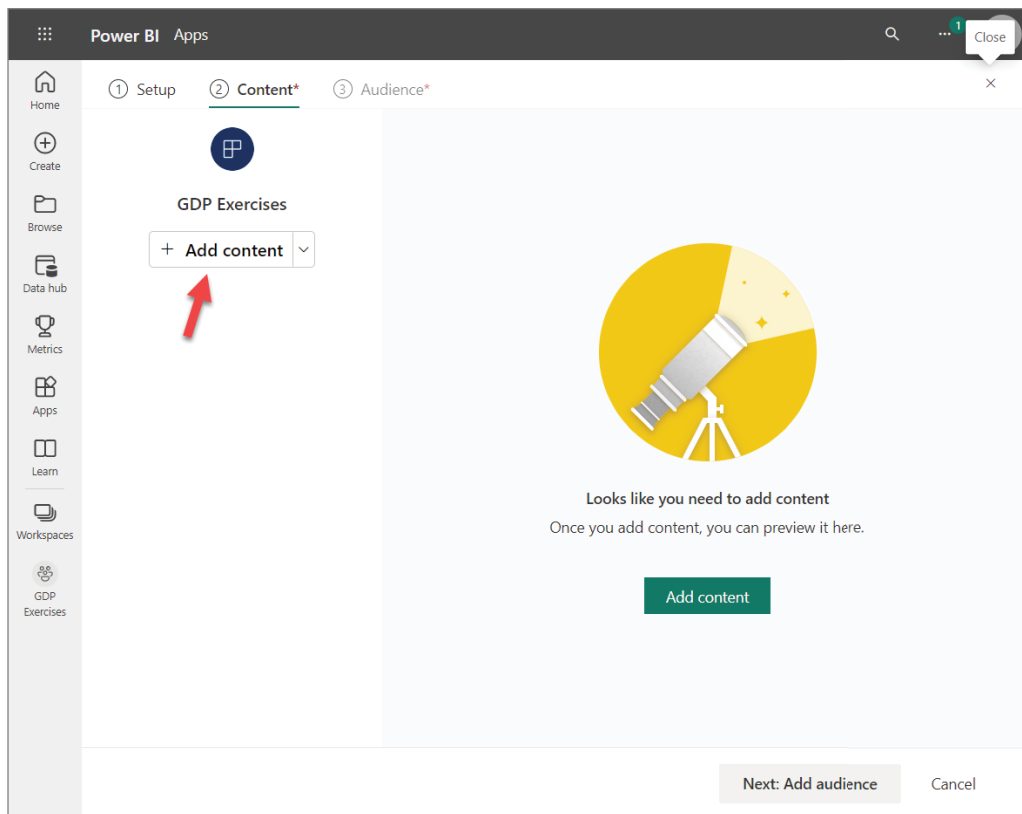 Power BI Apps
1
Close
Home
Create
Browse
Data hub
Metrics
Apps
Learn
Workspaces
GDP
Exercises
1 Setup
2 Content*
3 Audience*
GDP Exercises
+ Add content
Looks like you need to add content
Once you add content, you can preview it here.
Add content
Next: Add audience
Cancel